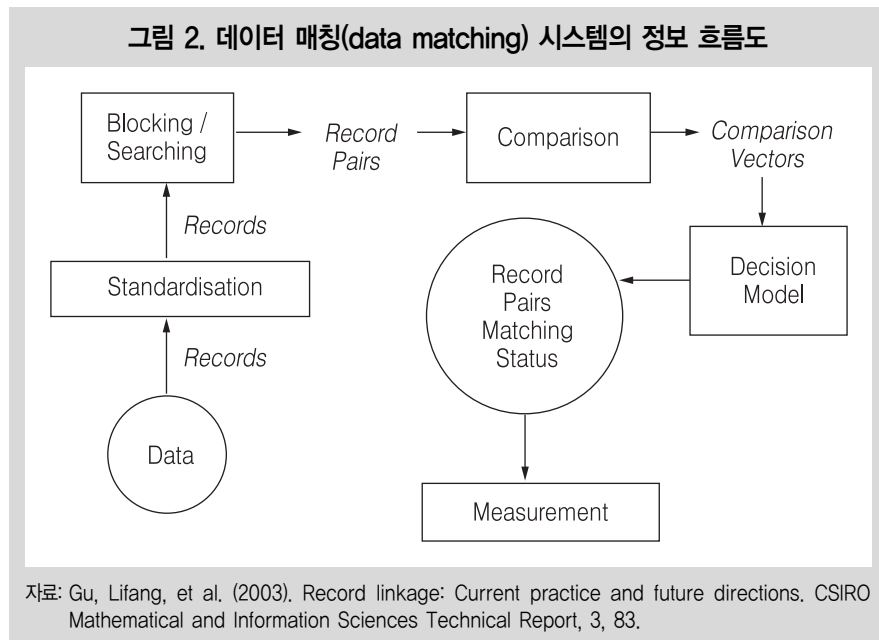 그림 2. 데이터 매칭(data matching) 시스템의 정보 흐름도
Blocking /
Searching
Record
Pairs
Comparison
Comparison
Vectors
Records
Standardisation
Records
Data
Decision
Model
Record
Pairs
Matching
Status
Measurement
자료: Gu, Lifang, et al. (2003). Record linkage: Current practice and future directions. CSIRO
Mathematical and Information Sciences Technical Report, 3, 83.